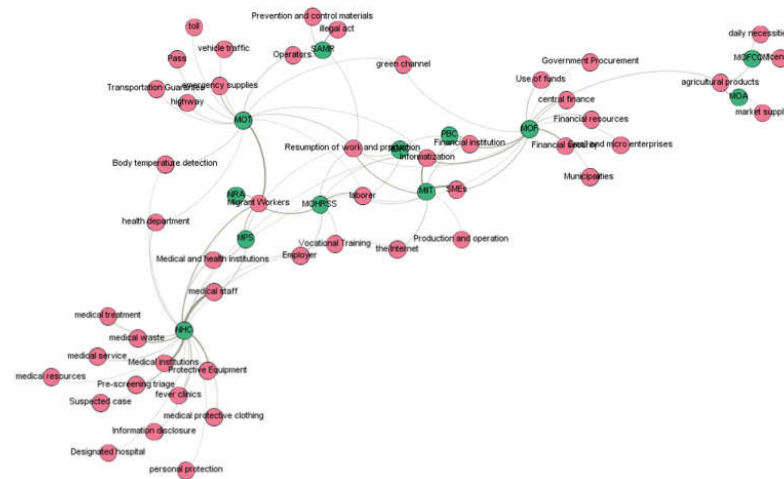 Prevention and control materials
toll
illegal act
daily necessities
vehicle traffic
SAMR
Operators
Pass
green channel
Government Procurement
MOFCOM
Use of funds
agricultural products
Transportation Guarantee
emergency supplies
central finance
MOA
highway
Financial resources
market supply
MOT
MOF
PBC
Resumption of work and production
Financial institution
Informatization
Body temperature detection
Municipalities
NRA
Migrant Workers
MOHRSS
laborer
MIIT
SMEs
health department
MPS
Vocational Training
Production and operation
the Internet
Medical and health institutions
Employer
medical staff
medical treatment
NHC
medical waste
medical service
Medical institutions
Protective Equipment
medical resources
Pre-screening triage
fever clinics
Suspected case
medical protective clothing
Information disclosure
Designated hospital
personal protection